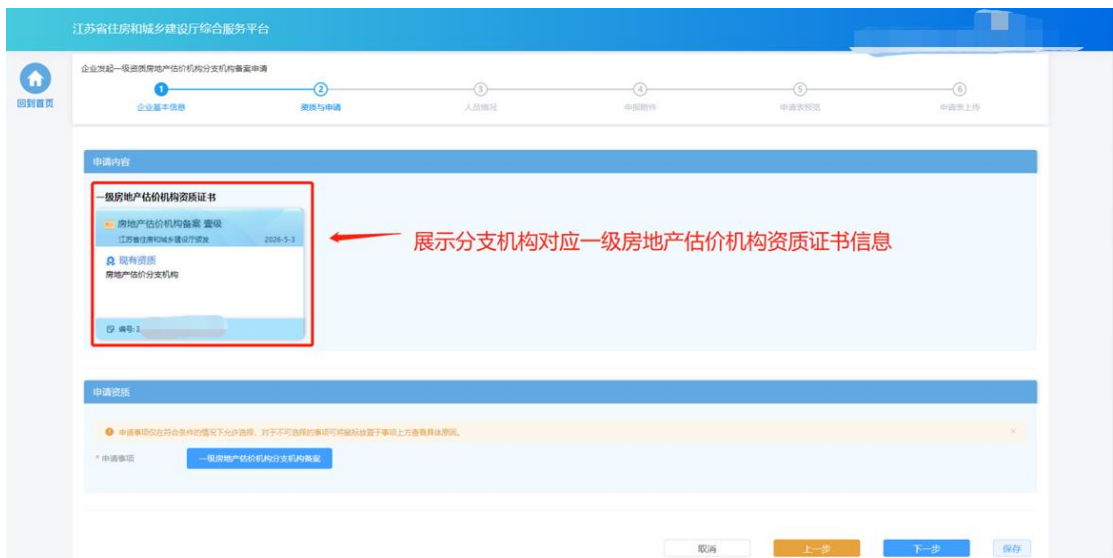 江苏省住房和城乡建设厅综合服务平台
回到首页
企业发起一级资质房地产估价机构分支机构备案申请
1 2 3 4 5 6
企业基本信息 资质与申请 人员情况 申报附件 申请表预览 申请表上传
申请内容
一级房地产估价机构资质证书
房地产估价机构备案 壹级
江苏省住房和城乡建设厅颁发 2026-5-3
现有资质
房地产估价分支机构
编号:3
展示分支机构对应一级房地产估价机构资质证书信息
申请资质
申请事项仅在符合条件的情况下允许选择，对于不可选择的事项可将鼠标放置于事项上方查看具体原因。 ×
* 申请事项 一级房地产估价机构分支机构备案
取消 上一步 下一步 保存